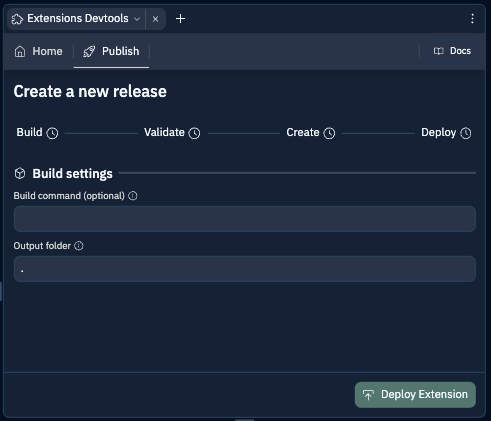 Extensions Devtools
Home
Publish
Docs
Create a new release
Build
Validate
Create
Deploy
Build settings
Build command (optional)
Output folder
.
Deploy Extension